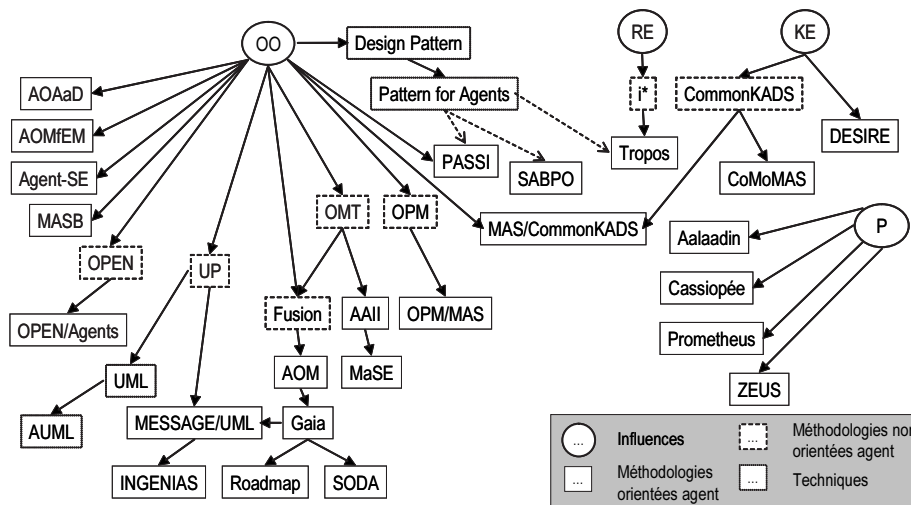 OO
Design Pattern
RE
KE
AOAaD
Pattern for Agents
i*
CommonKADS
AOMfEM
PASSI
Tropos
DESIRE
Agent-SE
SABPO
CoMoMAS
MASB
OMT
OPM
MAS/CommonKADS
P
Aalaadin
OPEN
UP
Cassiopée
OPEN/Agents
Fusion
AAII
OPM/MAS
Prometheus
UML
AOM
MaSE
ZEUS
AUML
MESSAGE/UML
Gaia
INGENIAS
Roadmap
SODA
...
Influences
...
Méthodologies non
orientées agent
...
Méthodologies
orientées agent
...
Techniques